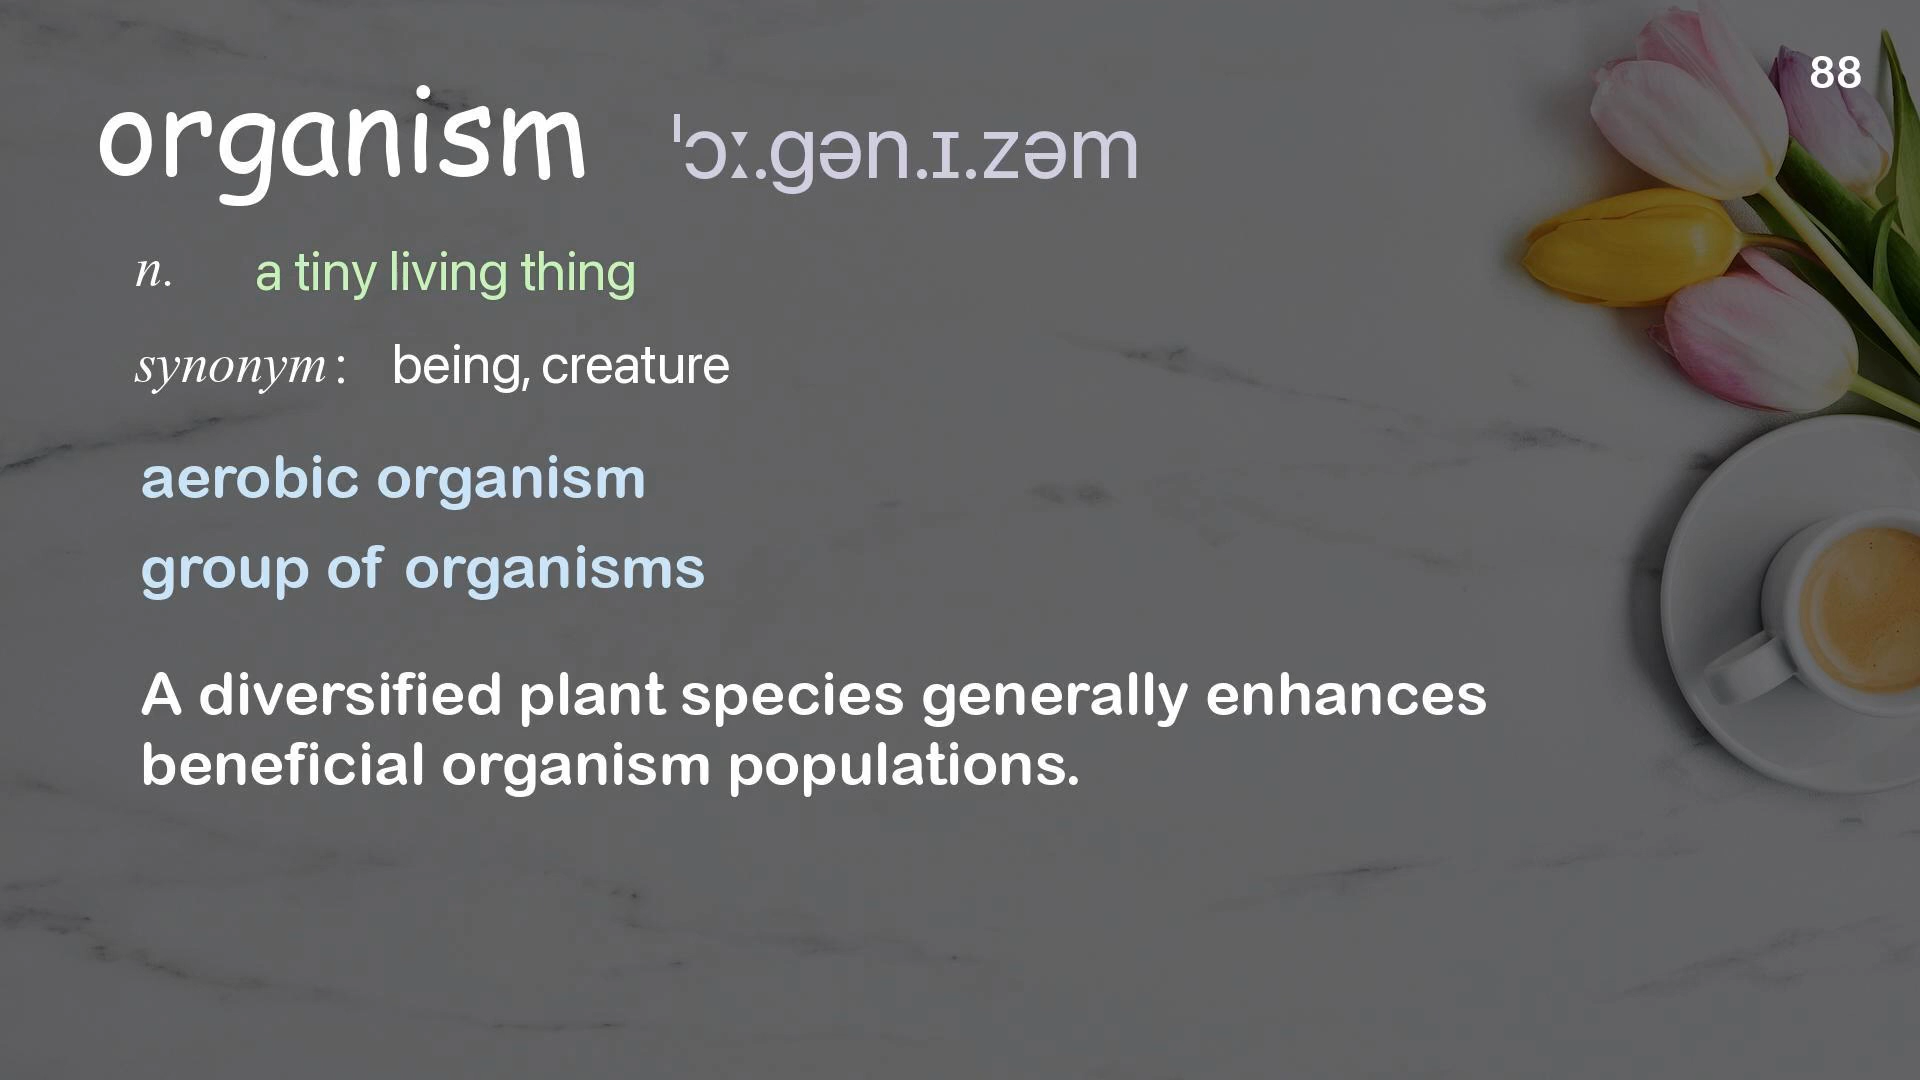 88
organism ˈɔː.gən.ɪ.zəm
n. a tiny living thing
synonym: being, creature
aerobic organism
group of organisms
A diversified plant species generally enhances
beneficial organism populations.